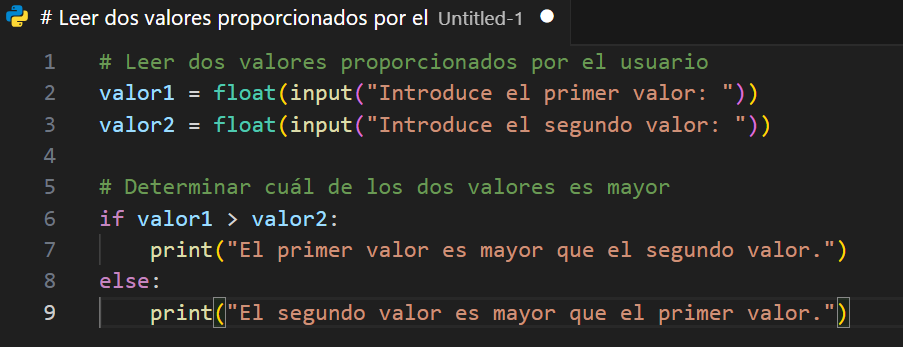 # Leer dos valores proporcionados por el Untitled-1
1 # Leer dos valores proporcionados por el usuario
2 valor1 = float(input("Introduce el primer valor: "))
3 valor2 = float(input("Introduce el segundo valor: "))
4
5 # Determinar cuál de los dos valores es mayor
6 if valor1 > valor2:
7     print("El primer valor es mayor que el segundo valor.")
8 else:
9     print("El segundo valor es mayor que el primer valor.")